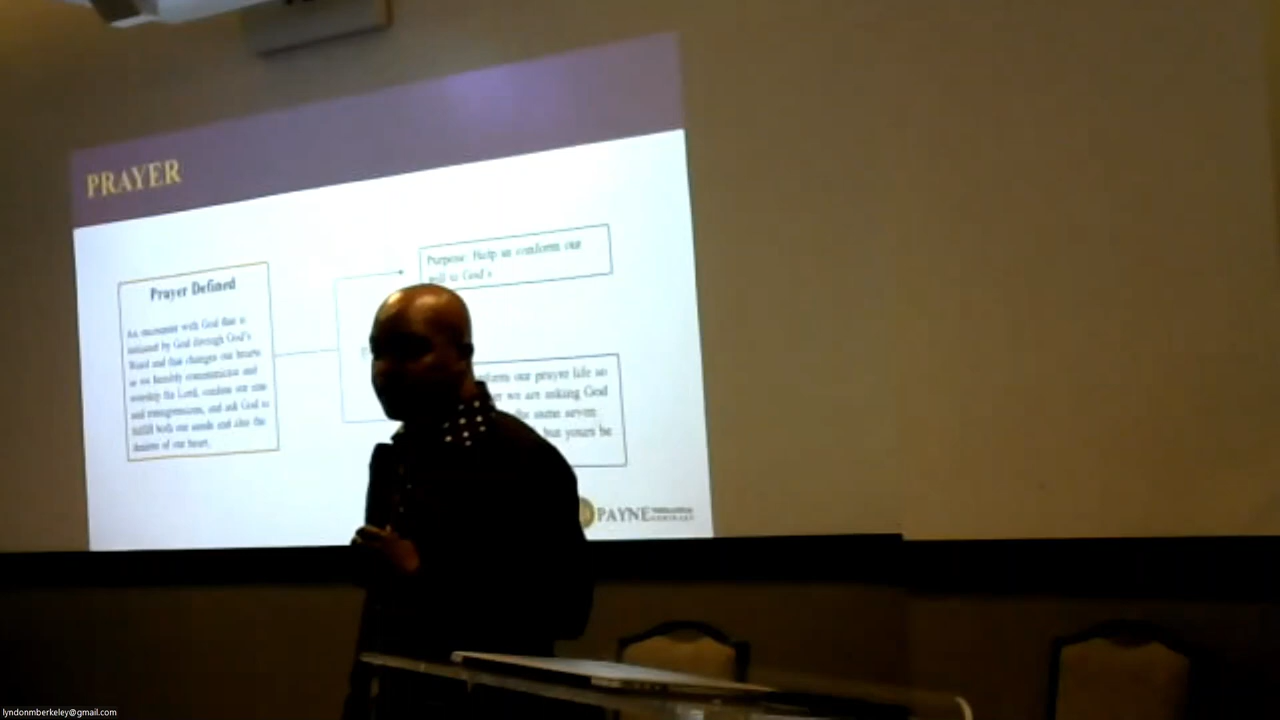 PRAYER
Prayer Defined
An encounter with God that is
initiated by God through God's
Word and that changes our hearts
as we humbly communicate and
worship the Lord, confess our sins
and transgressions, and ask God to
fulfill both our needs and also the
desires of our heart.
Purpose: Help us conform our
will to God's
our prayer life so
we are asking God
the same
but yours be
PAYNE
lyndonmberkeley@gmail.com